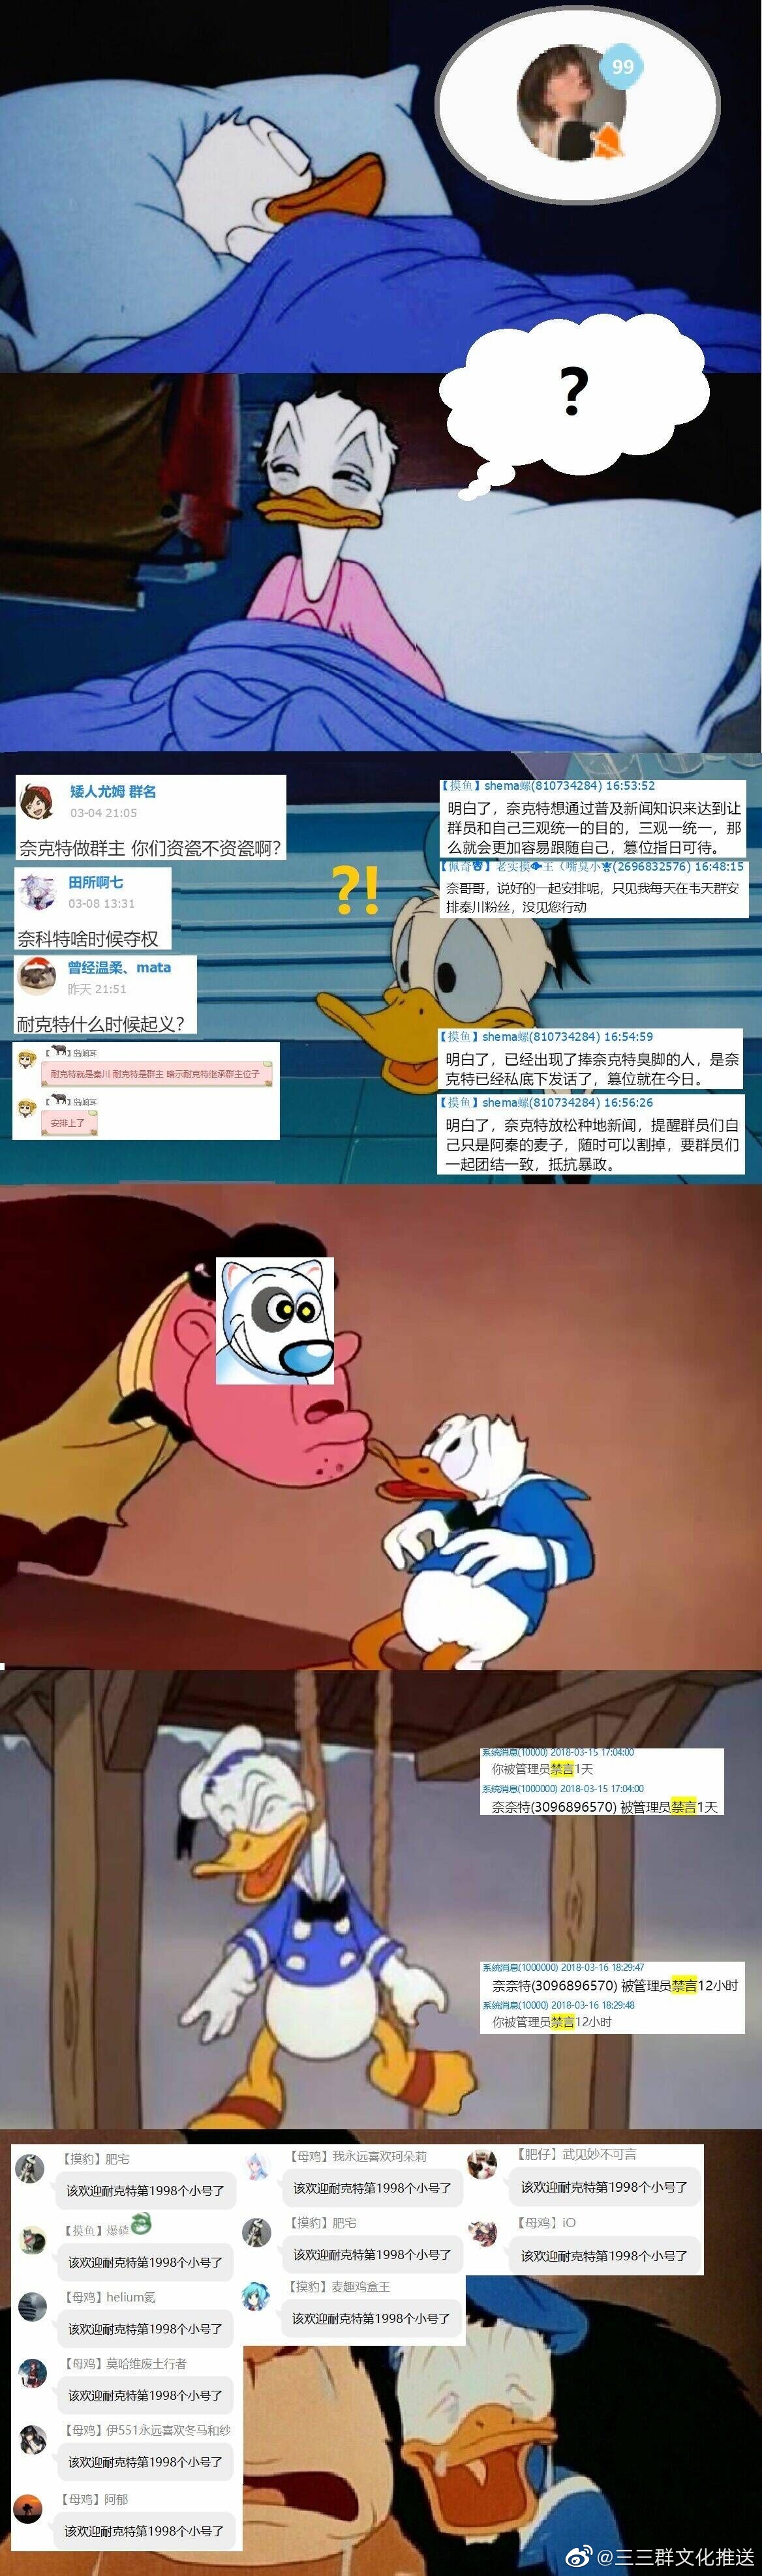 99
?
矮人尤姆 群名
03-04 21:05
奈克特做群主 你们资瓷不资瓷啊?
田所啊七
03-08 13:31
奈科特啥时候夺权
曾经温柔、mata
昨天 21:51
耐克特什么时候起义?
耐克特就是秦川 耐克特是群主 暗示耐克特继承群主位子
安排上了
?!
【摸鱼】shema螺(810734284) 16:53:52
明白了，奈克特想通过普及新闻知识来达到让
群员和自己三观统一的目的，三观一统一，那
么就会更加容易跟随自己，篡位指日可待。
(2696832576) 16:48:15
奈哥哥，说好的一起安排呢，只见我每天在韦天群安
排秦川粉丝，没见您行动
【摸鱼】shema螺(810734284) 16:54:59
明白了，已经出现了捧奈克特臭脚的人，是奈
克特已经私底下发话了，篡位就在今日。
【摸鱼】shema螺(810734284) 16:56:26
明白了，奈克特放松种地新闻，提醒群员们自
己只是阿秦的麦子，随时可以割掉，要群员们
一起团结一致，抵抗暴政。
系统消息(10000) 2018-03-15 17:04:00
你被管理员禁言1天
系统消息(1000000) 2018-03-15 17:04:00
奈奈特(3096896570) 被管理员禁言1天
系统消息(1000000) 2018-03-16 18:29:47
奈奈特(3096896570) 被管理员禁言12小时
系统消息(10000) 2018-03-16 18:29:48
你被管理员禁言12小时
【摸豹】肥宅
该欢迎耐克特第1998个小号了
【摸鱼】爆磷
该欢迎耐克特第1998个小号了
【母鸡】helium氦
该欢迎耐克特第1998个小号了
【母鸡】莫哈维废土行者
该欢迎耐克特第1998个小号了
【母鸡】伊551永远喜欢冬马和纱
该欢迎耐克特第1998个小号了
【母鸡】阿郁
该欢迎耐克特第1998个小号了
【母鸡】我永远喜欢珂朵莉
该欢迎耐克特第1998个小号了
【摸豹】肥宅
该欢迎耐克特第1998个小号了
【摸豹】麦趣鸡盒王
该欢迎耐克特第1998个小号了
【肥仔】武见妙不可言
该欢迎耐克特第1998个小号了
【母鸡】iO
该欢迎耐克特第1998个小号了
@三三群文化推送